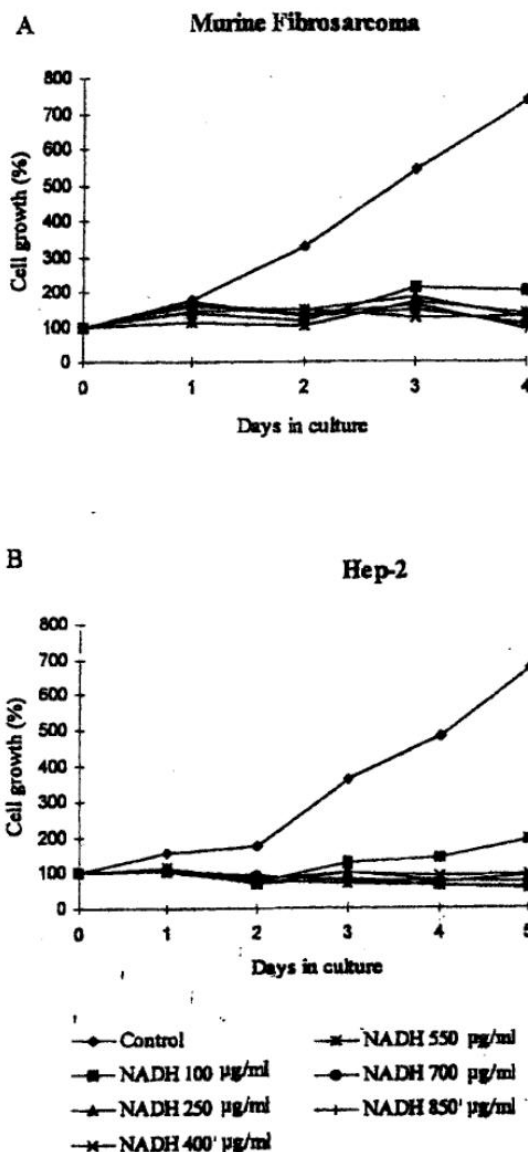 A
Murine Fibrosarcoma
800
700
600
500
400
300
200
100
0
Cell growth (%)
0 1 2 3 4
Days in culture
B
Hep-2
800
700
600
500
400
300
200
100
0
Cell growth (%)
0 1 2 3 4 5
Days in culture
Control
NADH 100 µg/ml
NADH 250 µg/ml
NADH 400' µg/ml
NADH 550 µg/ml
NADH 700 µg/ml
NADH 850' µg/ml